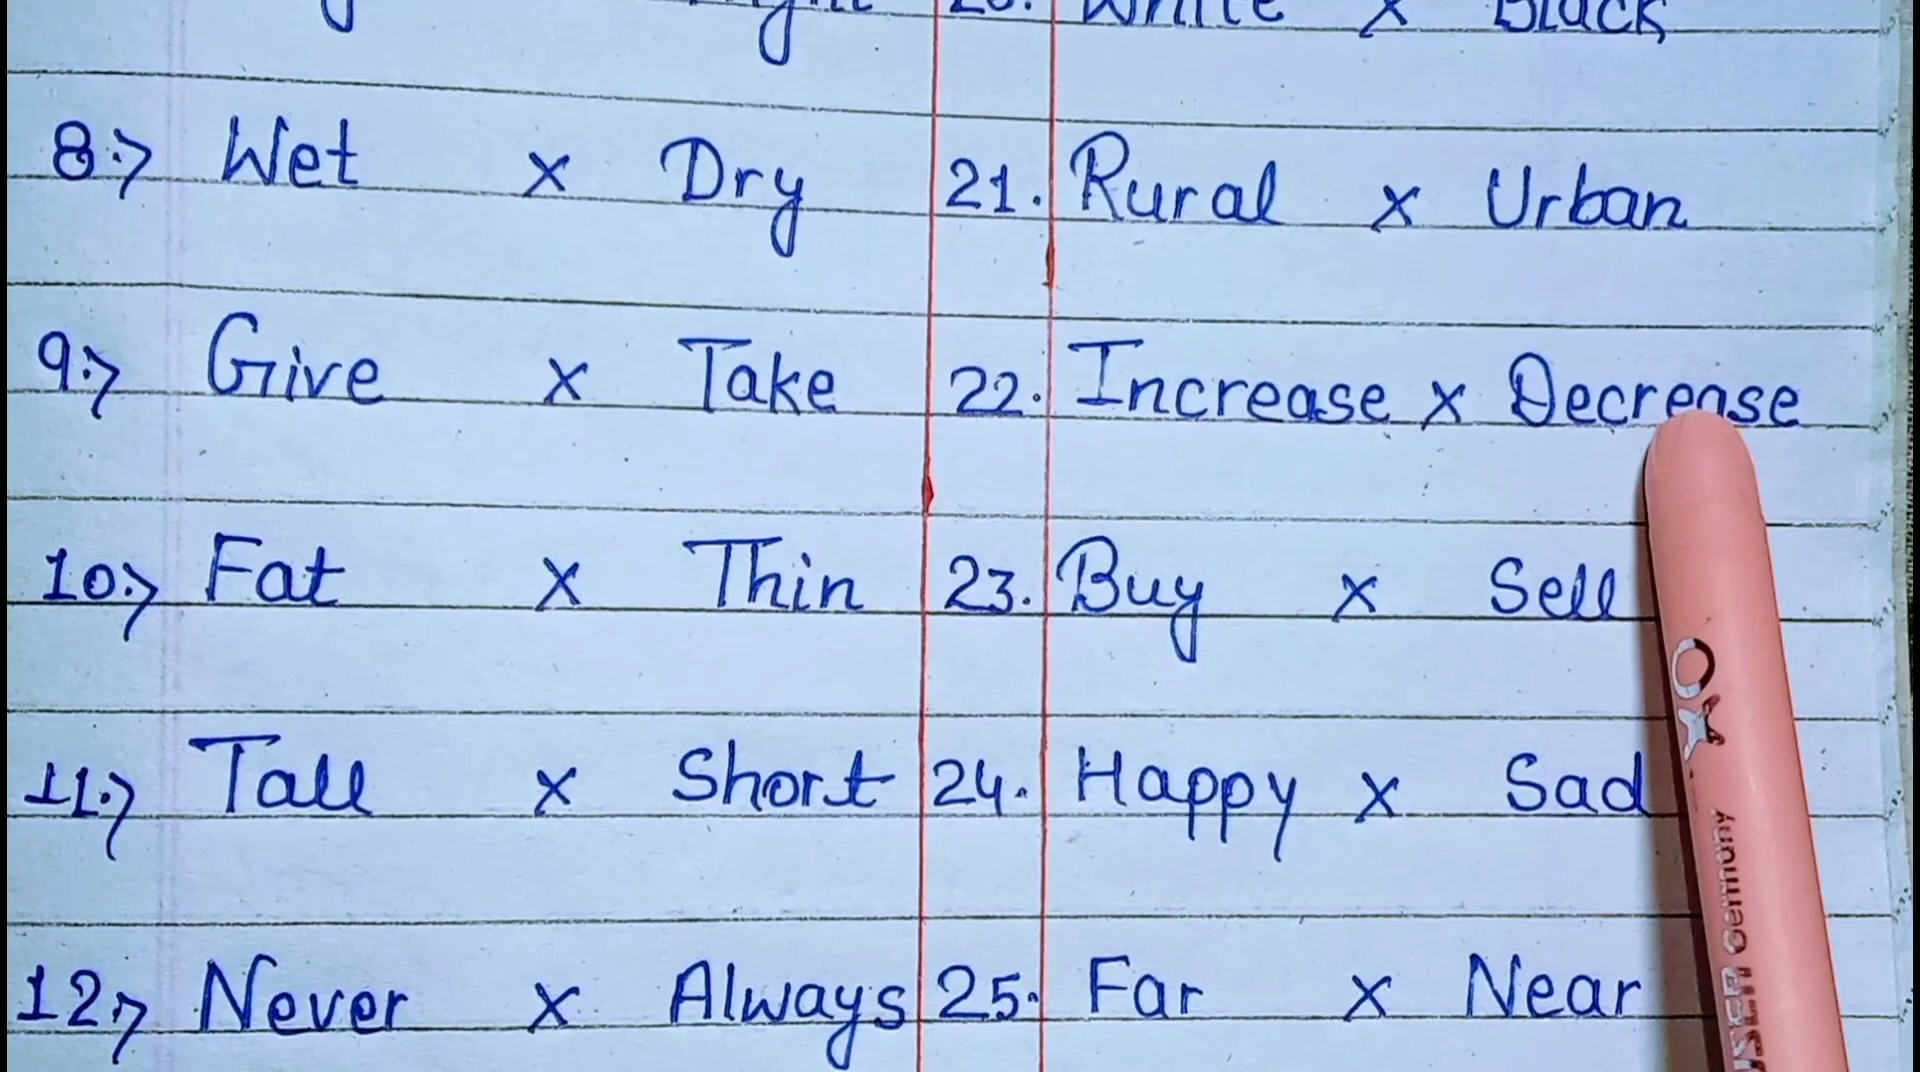 20. White x Black
8.> Wet x Dry 21. Rural x Urban
9.> Give x Take 22. Increase x Decrease
10.> Fat x Thin 23. Buy x Sell
11.> Tall x Short 24. Happy x Sad
12.> Never x Always 25. Far x Near
Germany